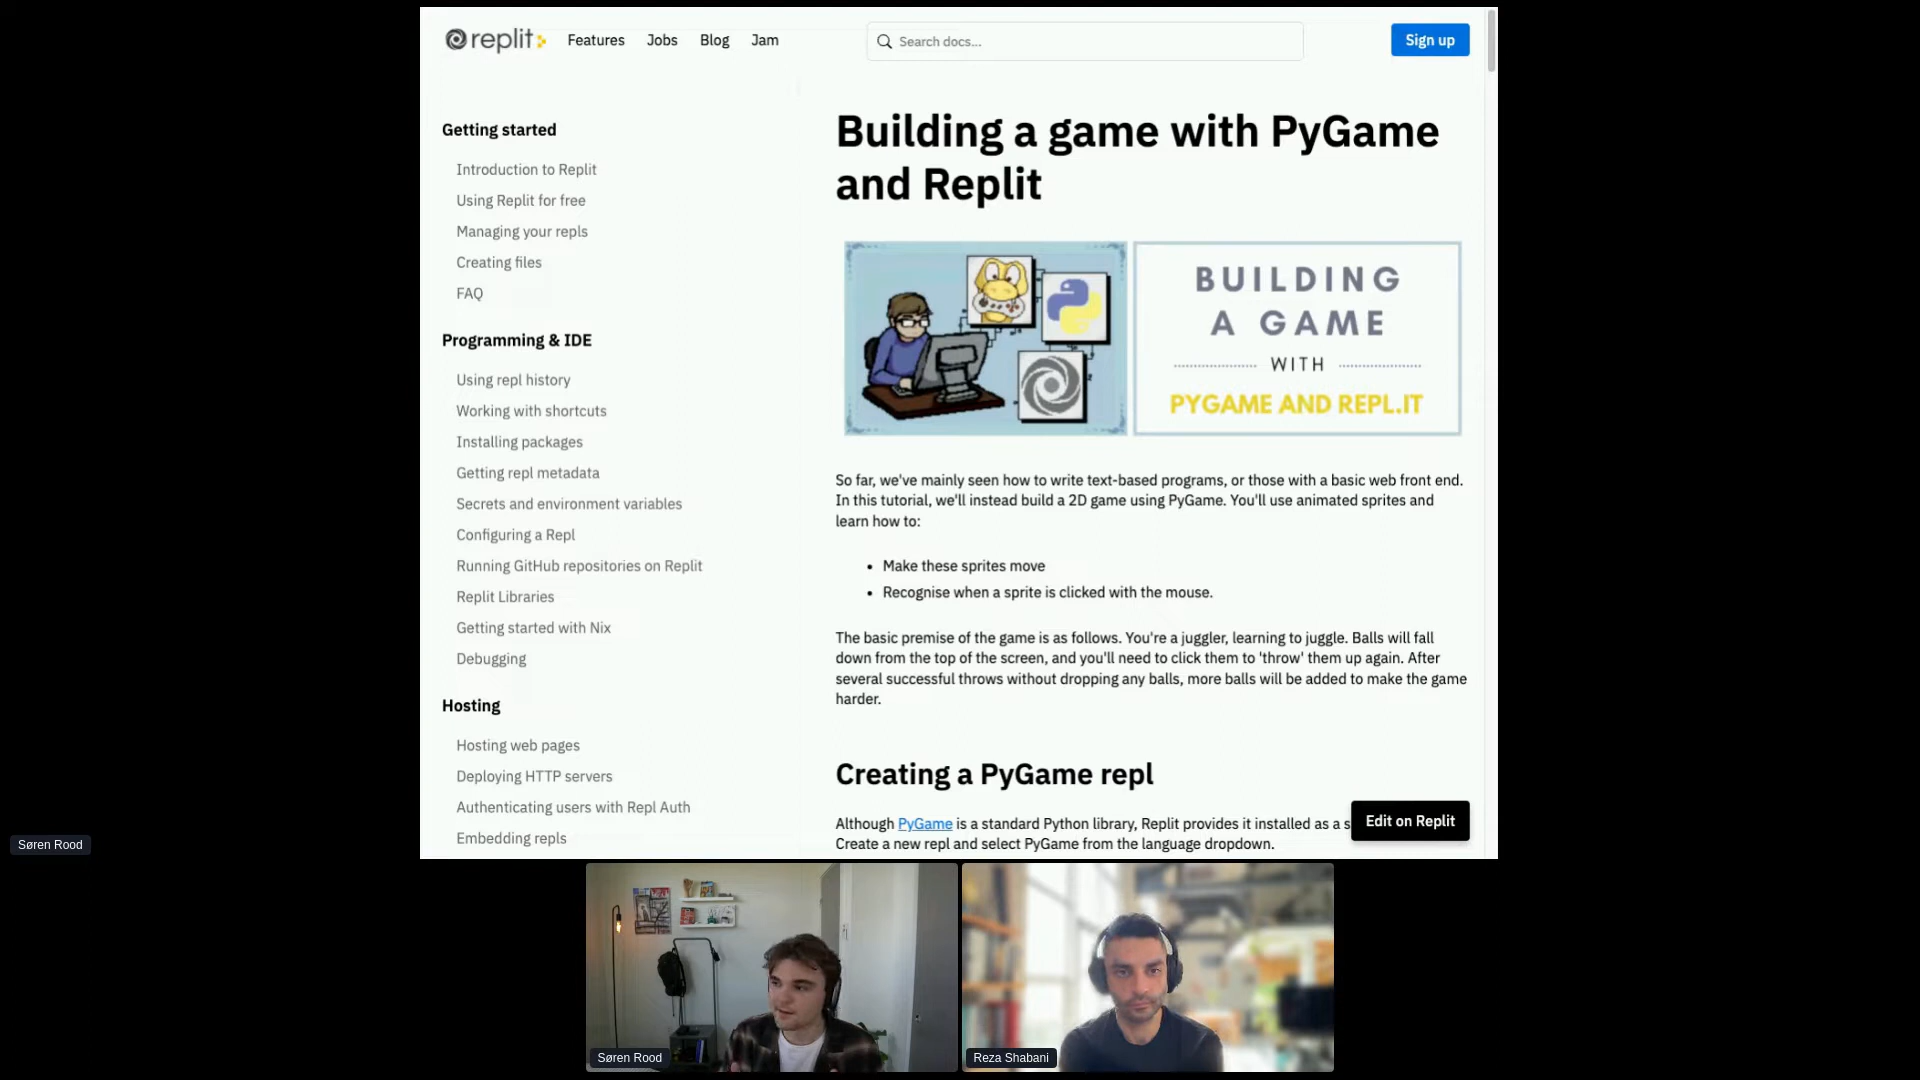 replit
Features
Jobs
Blog
Jam
Search docs...
Sign up
Getting started
Introduction to Replit
Using Replit for free
Managing your repls
Creating files
FAQ
Programming & IDE
Using repl history
Working with shortcuts
Installing packages
Getting repl metadata
Secrets and environment variables
Configuring a Repl
Running GitHub repositories on Replit
Replit Libraries
Getting started with Nix
Debugging
Hosting
Hosting web pages
Deploying HTTP servers
Authenticating users with Repl Auth
Embedding repls
Building a game with PyGame
and Replit
BUILDING
A GAME
WITH
PYGAME AND REPL.IT
So far, we've mainly seen how to write text-based programs, or those with a basic web front end.
In this tutorial, we'll instead build a 2D game using PyGame. You'll use animated sprites and
learn how to:
• Make these sprites move
• Recognise when a sprite is clicked with the mouse.
The basic premise of the game is as follows. You're a juggler, learning to juggle. Balls will fall
down from the top of the screen, and you'll need to click them to 'throw' them up again. After
several successful throws without dropping any balls, more balls will be added to make the game
harder.
Creating a PyGame repl
Although PyGame is a standard Python library, Replit provides it installed as a s
Create a new repl and select PyGame from the language dropdown.
Edit on Replit
Søren Rood
Søren Rood
Reza Shabani